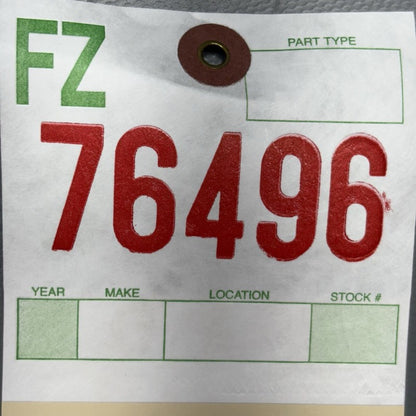 FZ
PART TYPE
76496
YEAR MAKE LOCATION STOCK #